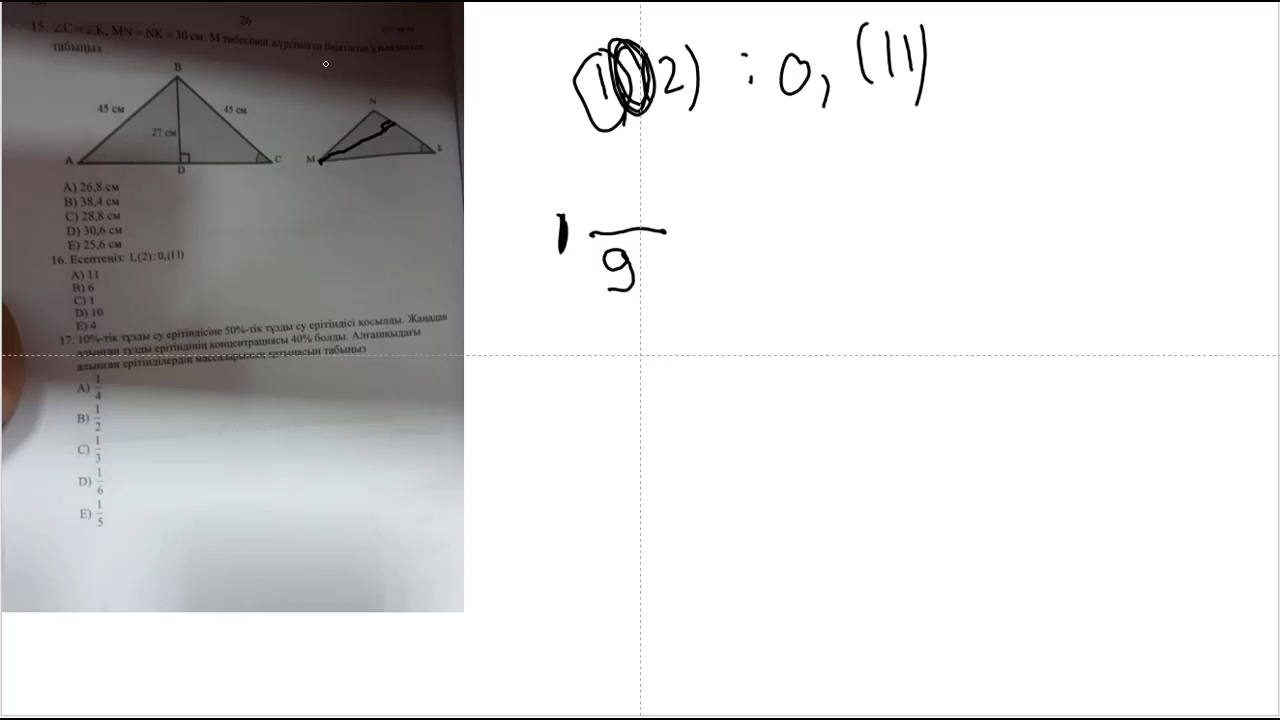 26
15. ∠C = ∠K, MN = NK = 30 см. M төбесінен жүргізілген биіктіктің ұзындығын
табыңыз
B
45 см
45 см
27 см
A
D
C
N
M
K
A) 26,8 см
B) 38,4 см
C) 28,8 см
D) 30,6 см
E) 25,6 см
16. Есептеңіз: 1,(2) : 0,(11)
A) 11
B) 6
C) 1
D) 10
E) 4
17. 10%-тік тұзды су ерітіндісіне 50%-тік тұзды су ерітіндісі қосылды. Жаңадан
алынған тұзды ерітіндінің концентрациясы 40% болды. Алғашқыдағы
алынған ерітінділердің массаларының қатынасын табыңыз
A) 1/4
B) 1/2
C) 1/3
D) 1/6
E) 1/5
2) : 0, (11)
1
9